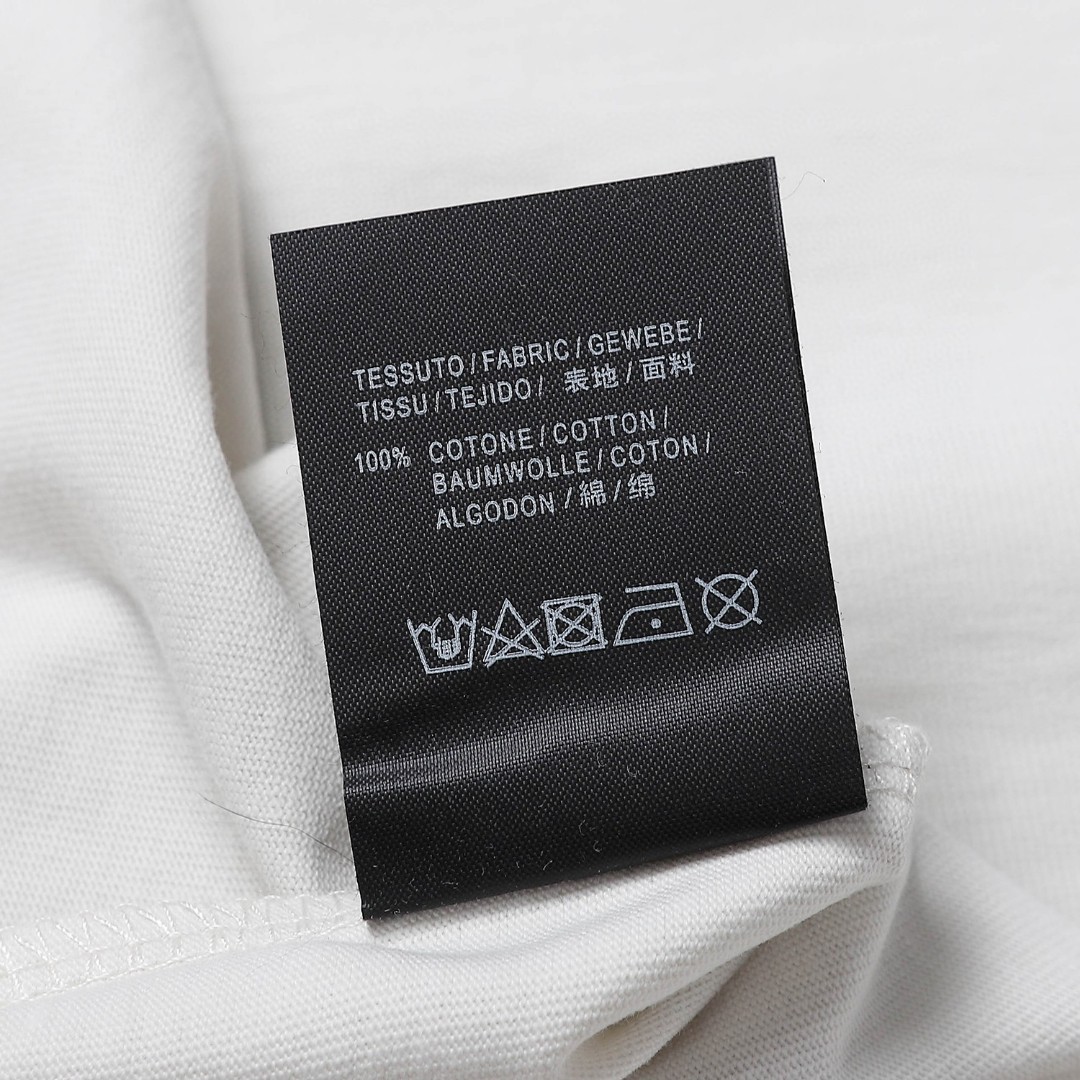 TESSUTO / FABRIC / GEWEBE /
TISSU / TEJIDO / 表地 / 面料
100% COTONE / COTTON /
BAUMWOLLE / COTON /
ALGODON / 綿 / 绵